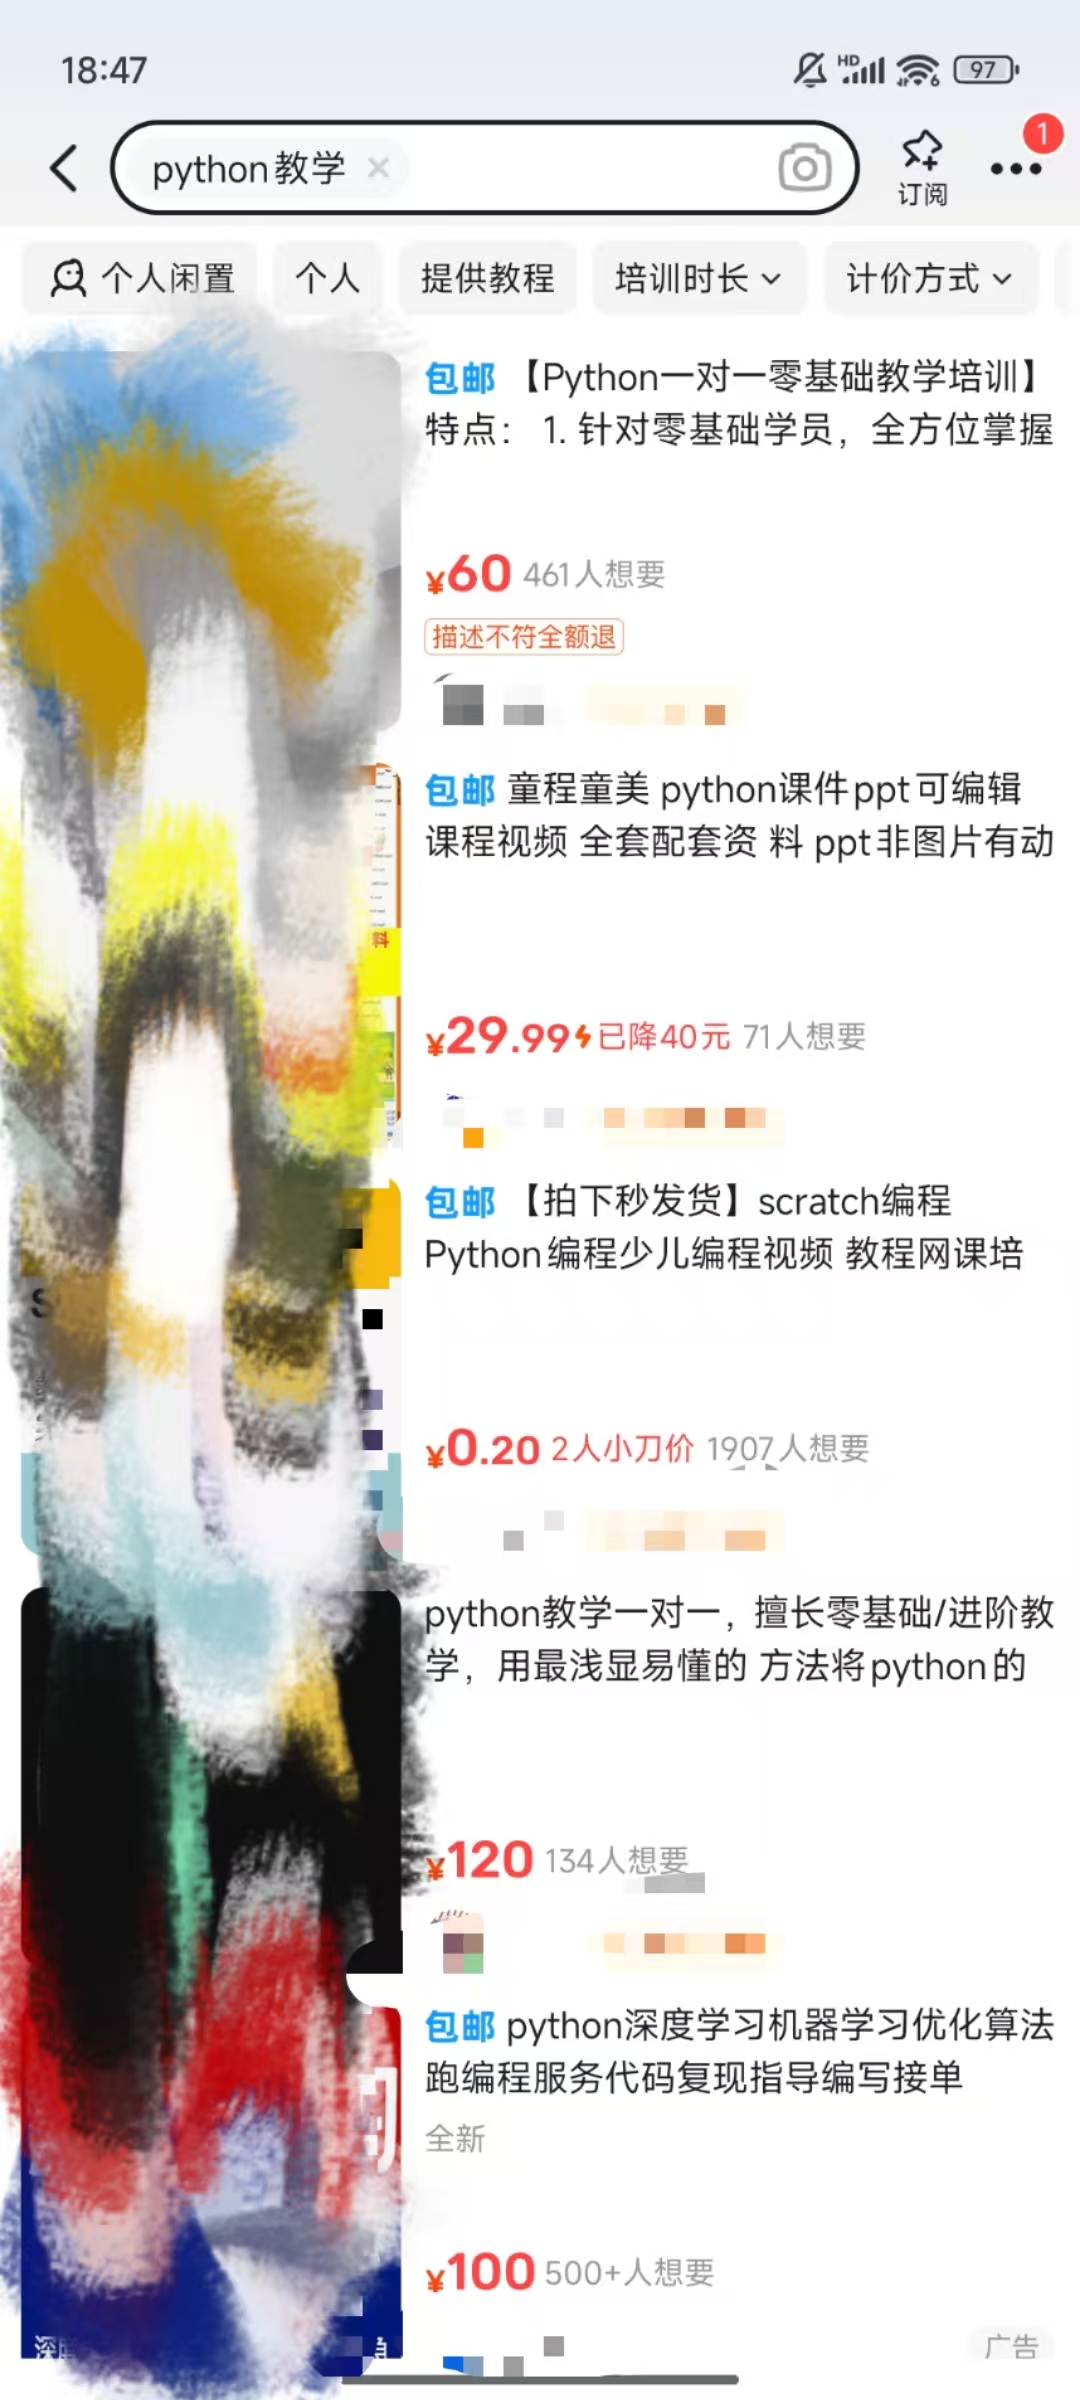 18:47
HD
6
97
python教学
订阅
1
个人闲置
个人
提供教程
培训时长
计价方式
包邮 【Python一对一零基础教学培训】
特点： 1. 针对零基础学员，全方位掌握
¥60 461人想要
描述不符全额退
包邮 童程童美 python课件ppt可编辑
课程视频 全套配套资 料 ppt非图片有动
料
¥29.99 已降40元 71人想要
包邮 【拍下秒发货】scratch编程
Python编程少儿编程视频 教程网课培
¥0.20 2人小刀价 1907人想要
python教学一对一，擅长零基础/进阶教
学，用最浅显易懂的 方法将python的
¥120 134人想要
包邮 python深度学习机器学习优化算法
跑编程服务代码复现指导编写接单
全新
¥100 500+人想要
广告